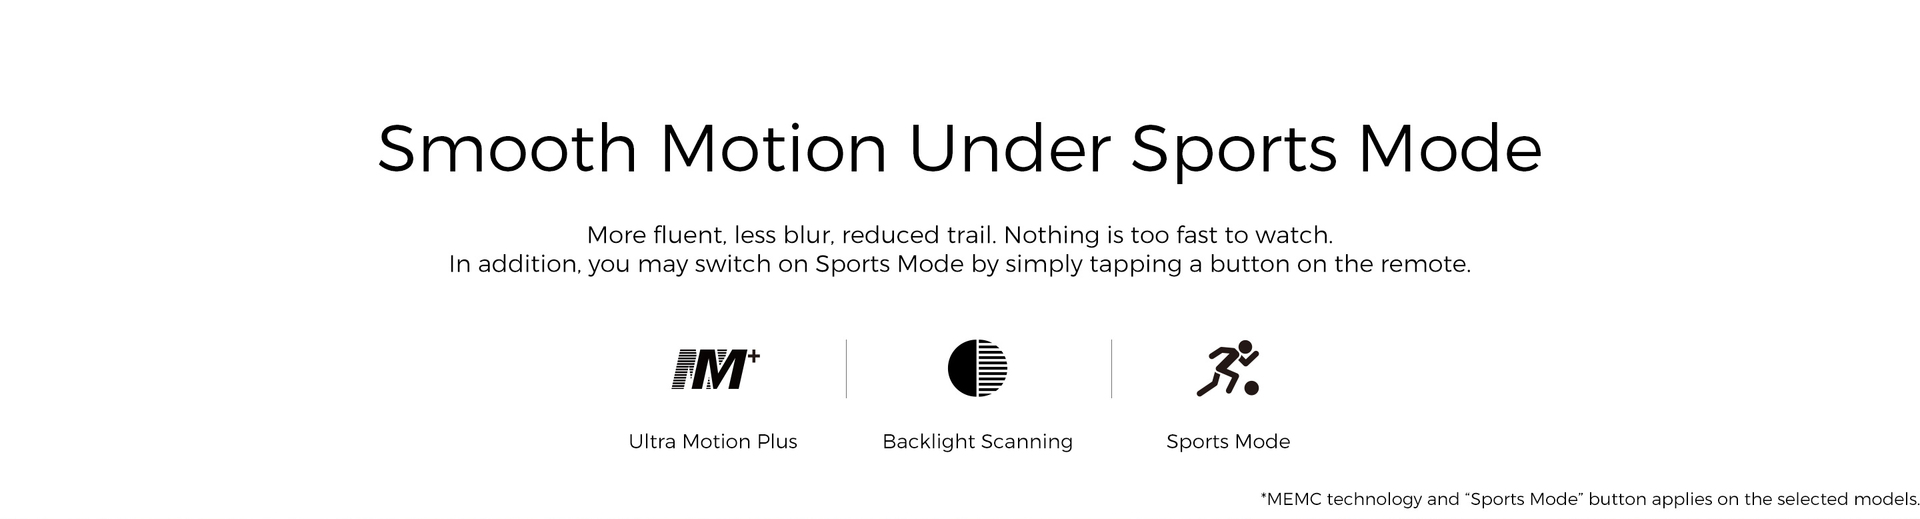 Smooth Motion Under Sports Mode
More fluent, less blur, reduced trail. Nothing is too fast to watch.
In addition, you may switch on Sports Mode by simply tapping a button on the remote.
M+
Ultra Motion Plus
Backlight Scanning
Sports Mode
*MEMC technology and “Sports Mode” button applies on the selected models.